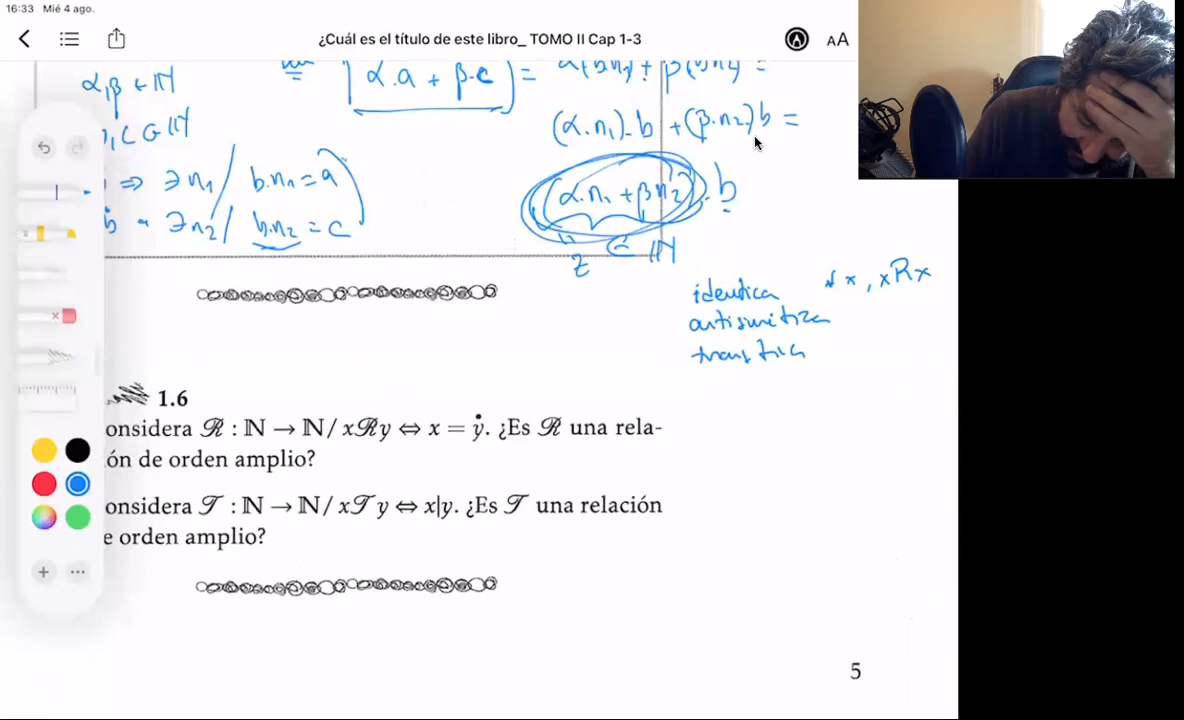 16:33 Mié 4 ago.
¿Cuál es el título de este libro_ TOMO II Cap 1-3
AA
α,β ∈ ℕ
α.a + β.c =
, c ∈ ℕ
(α.n₁).b + (β.n₂)b =
⇒ ∃ n₁ / b.n₁ = a
(α.n₁ + β n₂).b
∃ n₂ / b.n₂ = c
z ∈ ℕ
identica ∀ x, xRx
1.6
onsidera ℛ : ℕ → ℕ / xℛy ⇔ x = ẏ. ¿Es ℛ una rela-
ón de orden amplio?
onsidera 𝒯 : ℕ → ℕ / x𝒯y ⇔ x|y. ¿Es 𝒯 una relación
e orden amplio?
5